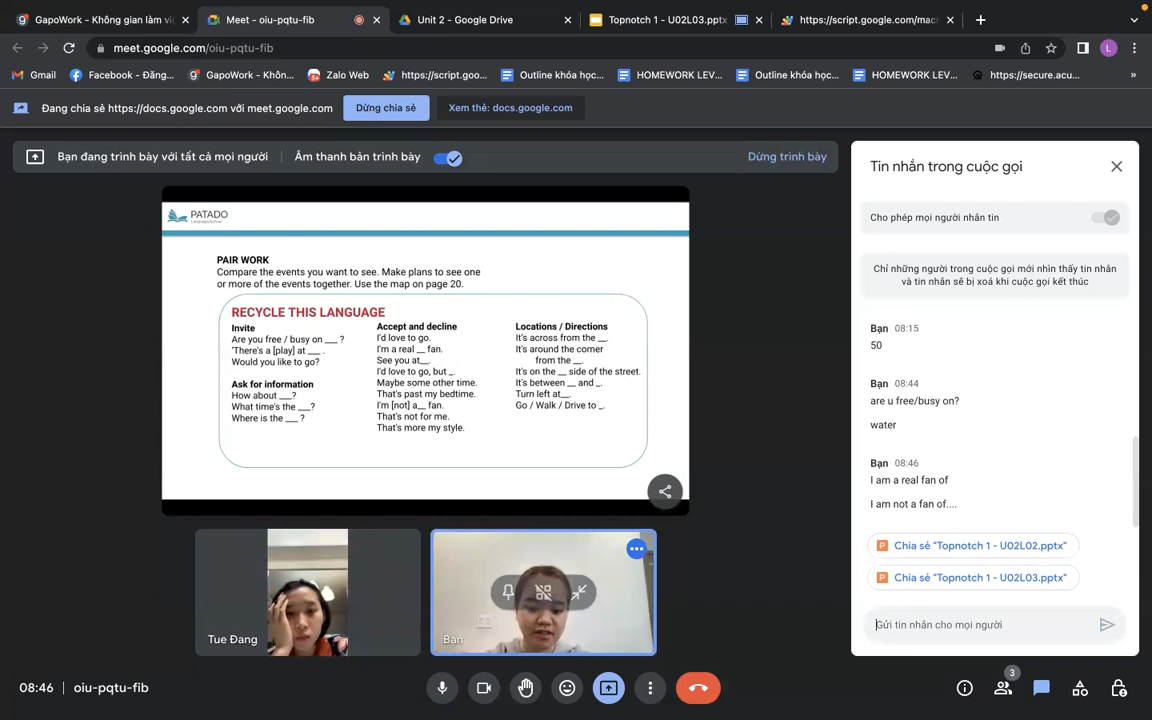 GapoWork - Không gian làm vi
Meet - oiu-pqtu-fib
Unit 2 - Google Drive
Topnotch 1 - U02L03.pptx
https://script.google.com/macr
meet.google.com/oiu-pqtu-fib
L
Gmail
Facebook - Đăng...
GapoWork - Khôn...
Zalo Web
https://script.goo...
Outline khóa học...
HOMEWORK LEV...
Outline khóa học...
HOMEWORK LEV...
https://secure.acu...
»
Đang chia sẻ https://docs.google.com với meet.google.com
Dừng chia sẻ
Xem thẻ: docs.google.com
Bạn đang trình bày với tất cả mọi người
Âm thanh bản trình bày
Dừng trình bày
PATADO
PAIR WORK
Compare the events you want to see. Make plans to see one
or more of the events together. Use the map on page 20.
RECYCLE THIS LANGUAGE
Invite
Are you free / busy on ___ ?
'There's a [play] at ___ .
Would you like to go?
Ask for information
How about ___?
What time's the ___?
Where is the ___ ?
Accept and decline
I'd love to go.
I'm a real __ fan.
See you at__.
I'd love to go, but _.
Maybe some other time.
That's past my bedtime.
I'm [not] a__ fan.
That's not for me.
That's more my style.
Locations / Directions
It's across from the __.
It's around the corner
from the __.
It's on the __ side of the street.
It's between __ and _.
Turn left at__.
Go / Walk / Drive to _.
Tue Đang
Bạn
Tin nhắn trong cuộc gọi
Cho phép mọi người nhắn tin
Chỉ những người trong cuộc gọi mới nhìn thấy tin nhắn
và tin nhắn sẽ bị xoá khi cuộc gọi kết thúc
Bạn 08:15
50
Bạn 08:44
are u free/busy on?
water
Bạn 08:46
I am a real fan of
I am not a fan of....
Chia sẻ "Topnotch 1 - U02L02.pptx"
Chia sẻ "Topnotch 1 - U02L03.pptx"
Gửi tin nhắn cho mọi người
08:46 | oiu-pqtu-fib
3